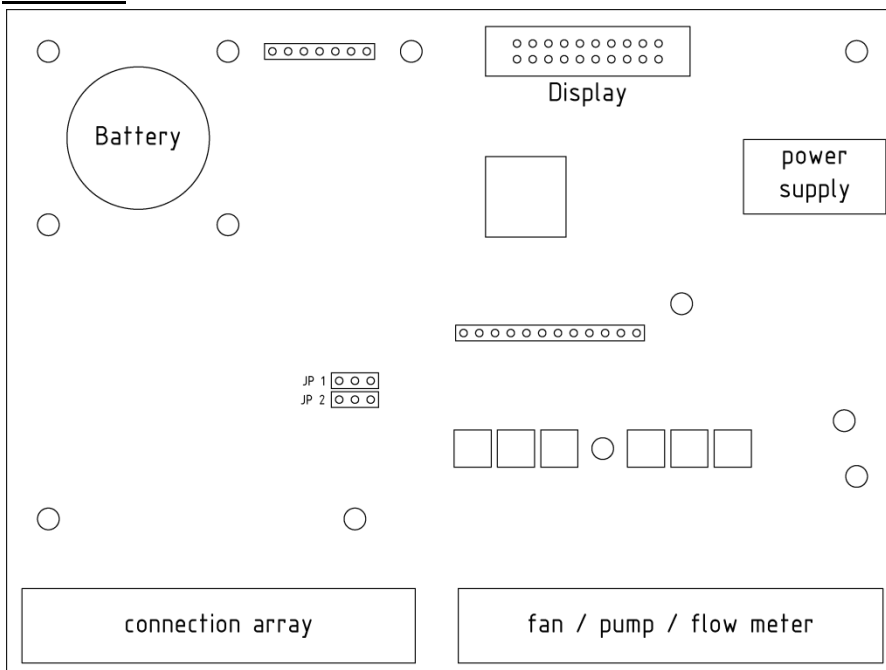 Display
Battery
power
supply
JP 1
JP 2
connection array
fan / pump / flow meter